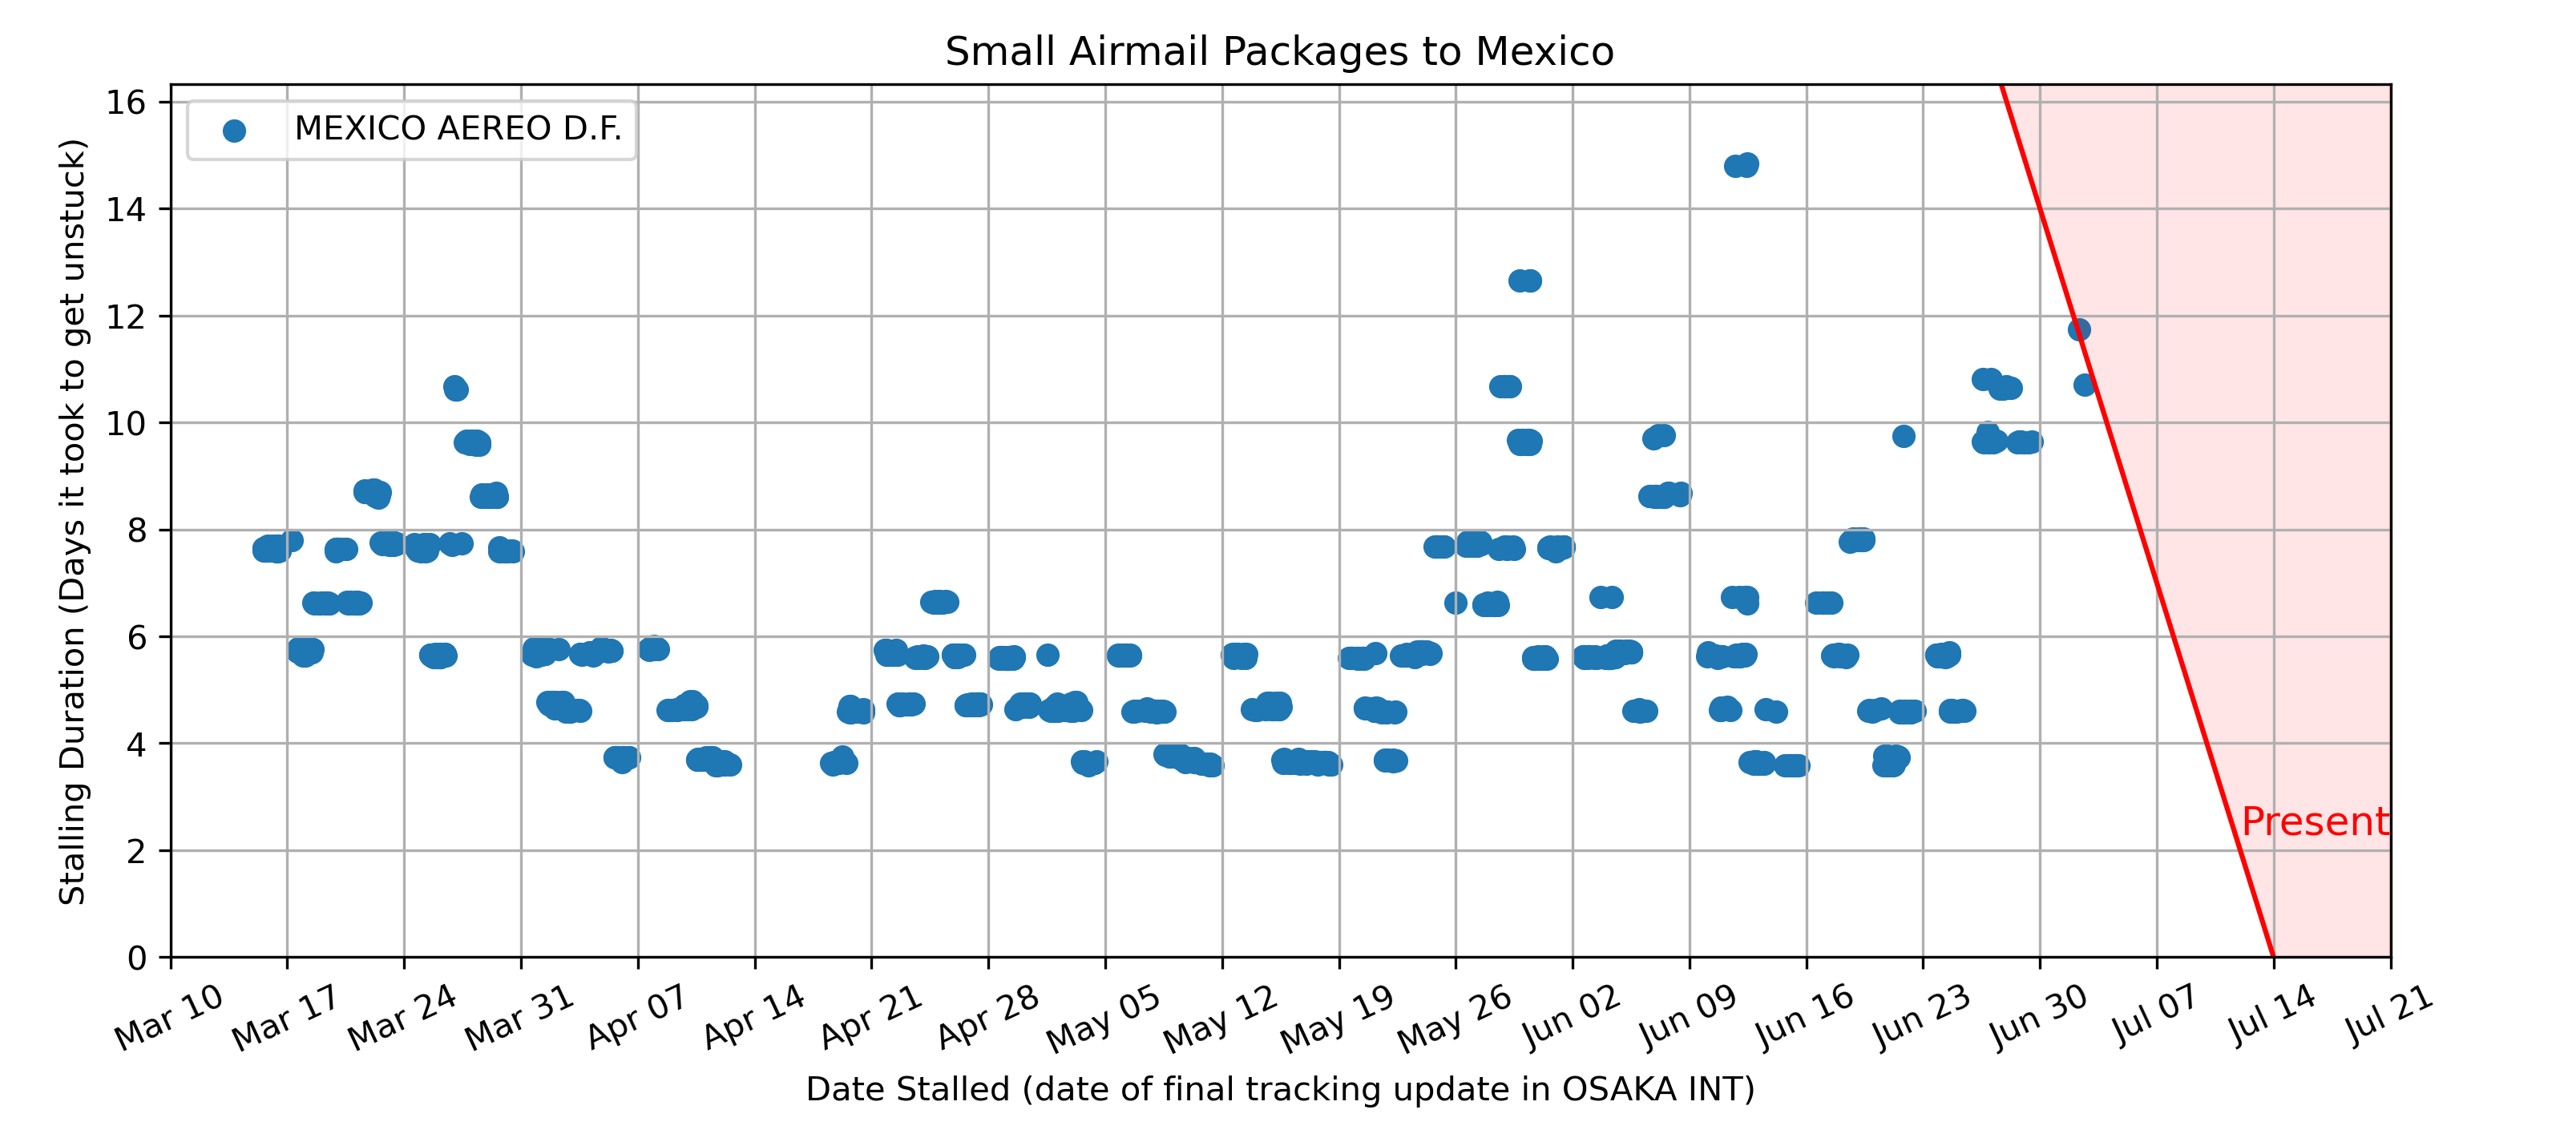 Small Airmail Packages to Mexico
MEXICO AEREO D.F.
Stalling Duration (Days it took to get unstuck)
16
14
12
10
8
6
4
2
0
Present
Mar 10
Mar 17
Mar 24
Mar 31
Apr 07
Apr 14
Apr 21
Apr 28
May 05
May 12
May 19
May 26
Jun 02
Jun 09
Jun 16
Jun 23
Jun 30
Jul 07
Jul 14
Jul 21
Date Stalled (date of final tracking update in OSAKA INT)